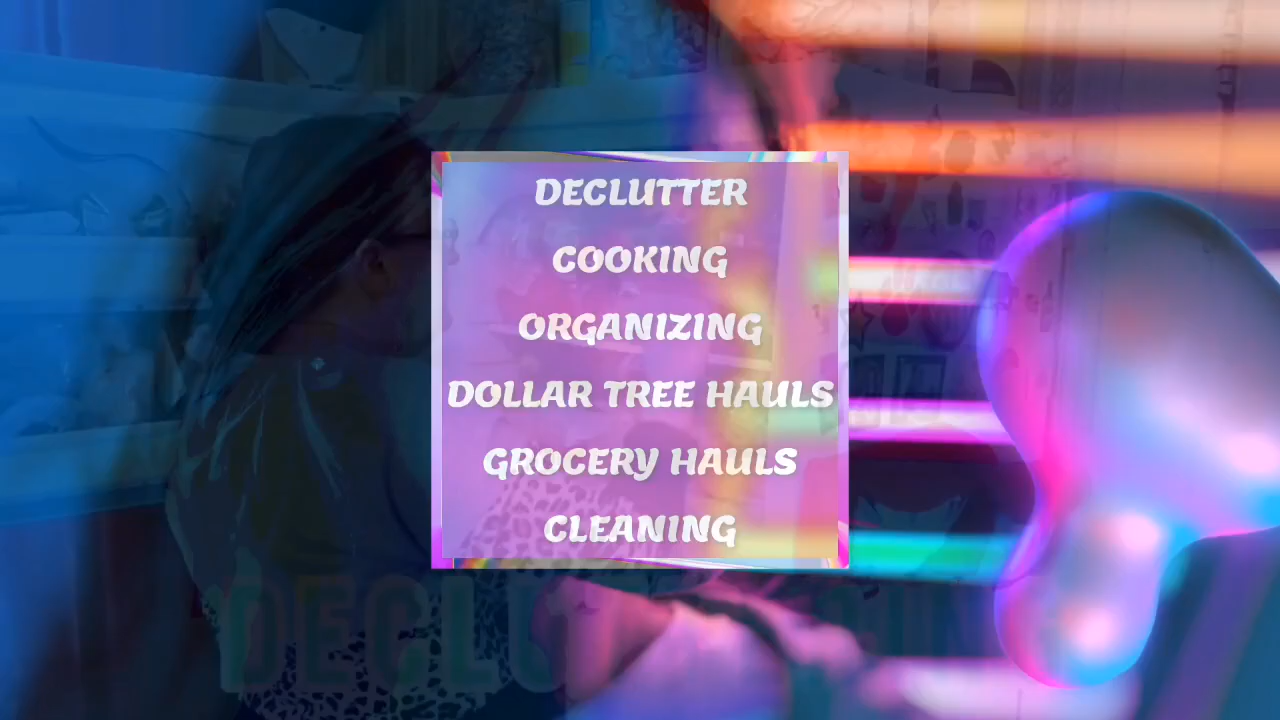 DECLUTTER
COOKING
ORGANIZING
DOLLAR TREE HAULS
GROCERY HAULS
CLEANING